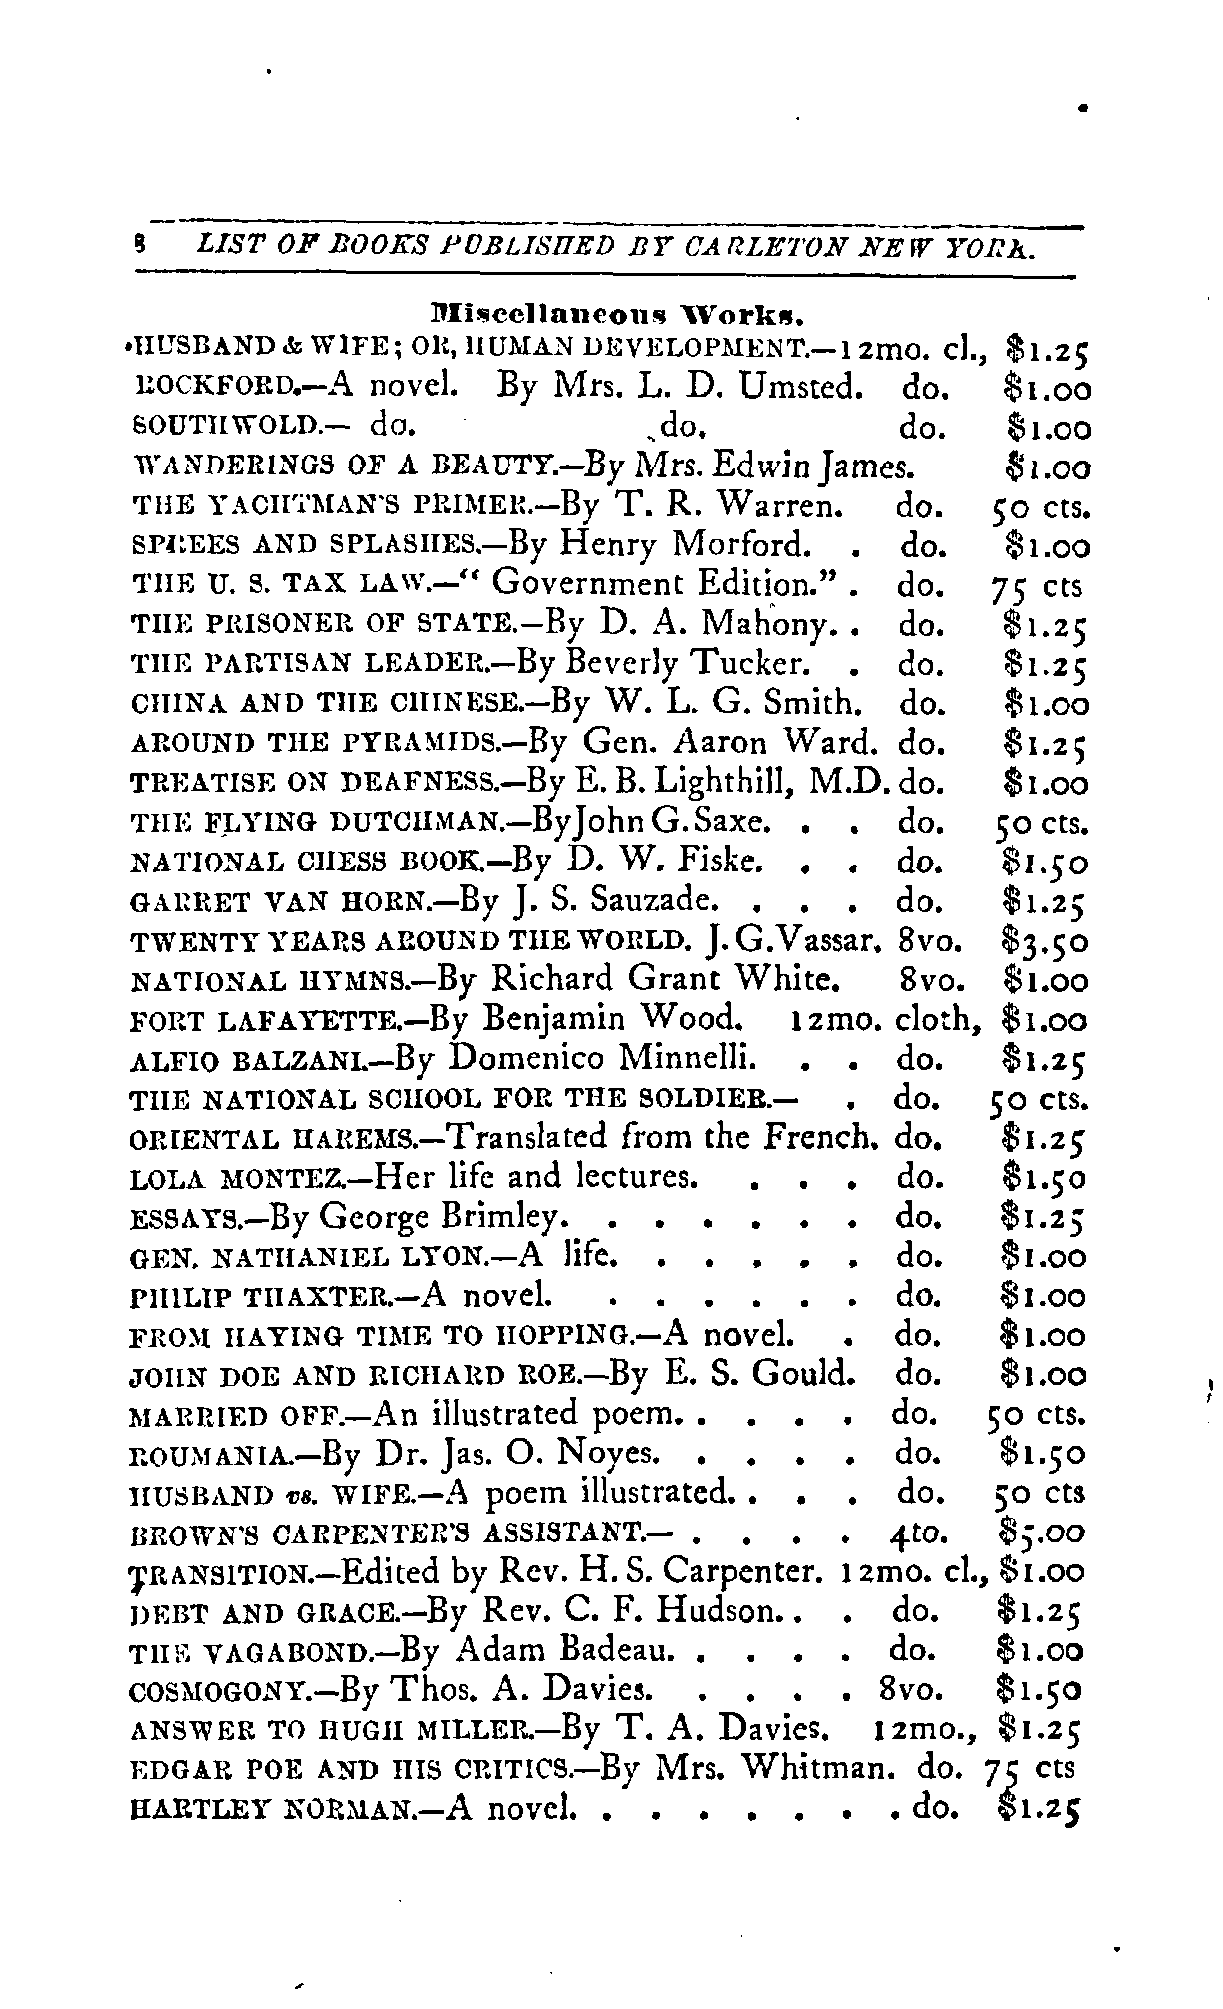 8 LIST OF BOOKS PUBLISHED BY CARLETON NEW YORK.
Miscellaneous Works.
HUSBAND & WIFE; OR, HUMAN DEVELOPMENT.—12mo. cl., $1.25
ROCKFORD.—A novel. By Mrs. L. D. Umsted. do. $1.00
SOUTHWOLD.— do. do. do. $1.00
WANDERINGS OF A BEAUTY.—By Mrs. Edwin James. $1.00
THE YACHTMAN'S PRIMER.—By T. R. Warren. do. 50 cts.
SPREES AND SPLASHES.—By Henry Morford. . do. $1.00
THE U. S. TAX LAW.—“ Government Edition.” . do. 75 cts
THE PRISONER OF STATE.—By D. A. Mahony. . do. $1.25
THE PARTISAN LEADER.—By Beverly Tucker. . do. $1.25
CHINA AND THE CHINESE.—By W. L. G. Smith. do. $1.00
AROUND THE PYRAMIDS.—By Gen. Aaron Ward. do. $1.25
TREATISE ON DEAFNESS.—By E. B. Lighthill, M.D. do. $1.00
THE FLYING DUTCHMAN.—By John G. Saxe. . . do. 50 cts.
NATIONAL CHESS BOOK.—By D. W. Fiske. . . do. $1.50
GARRET VAN HORN.—By J. S. Sauzade. . . . do. $1.25
TWENTY YEARS AROUND THE WORLD. J. G. Vassar. 8vo. $3.50
NATIONAL HYMNS.—By Richard Grant White. 8vo. $1.00
FORT LAFAYETTE.—By Benjamin Wood. 12mo. cloth, $1.00
ALFIO BALZANI.—By Domenico Minnelli. . . do. $1.25
THE NATIONAL SCHOOL FOR THE SOLDIER.— . do. 50 cts.
ORIENTAL HAREMS.—Translated from the French. do. $1.25
LOLA MONTEZ.—Her life and lectures. . . . do. $1.50
ESSAYS.—By George Brimley. . . . . . . do. $1.25
GEN. NATHANIEL LYON.—A life. . . . . . do. $1.00
PHILIP THAXTER.—A novel. . . . . . . do. $1.00
FROM HAYING TIME TO HOPPING.—A novel. . do. $1.00
JOHN DOE AND RICHARD ROE.—By E. S. Gould. do. $1.00
MARRIED OFF.—An illustrated poem. . . . . do. 50 cts.
ROUMANIA.—By Dr. Jas. O. Noyes. . . . . do. $1.50
HUSBAND vs. WIFE.—A poem illustrated. . . . do. 50 cts
BROWN'S CARPENTER'S ASSISTANT.— . . . . 4to. $5.00
TRANSITION.—Edited by Rev. H. S. Carpenter. 12mo. cl., $1.00
DEBT AND GRACE.—By Rev. C. F. Hudson. . . do. $1.25
THE VAGABOND.—By Adam Badeau. . . . . do. $1.00
COSMOGONY.—By Thos. A. Davies. . . . . 8vo. $1.50
ANSWER TO HUGH MILLER.—By T. A. Davies. 12mo., $1.25
EDGAR POE AND HIS CRITICS.—By Mrs. Whitman. do. 75 cts
HARTLEY NORMAN.—A novel. . . . . . . . do. $1.25